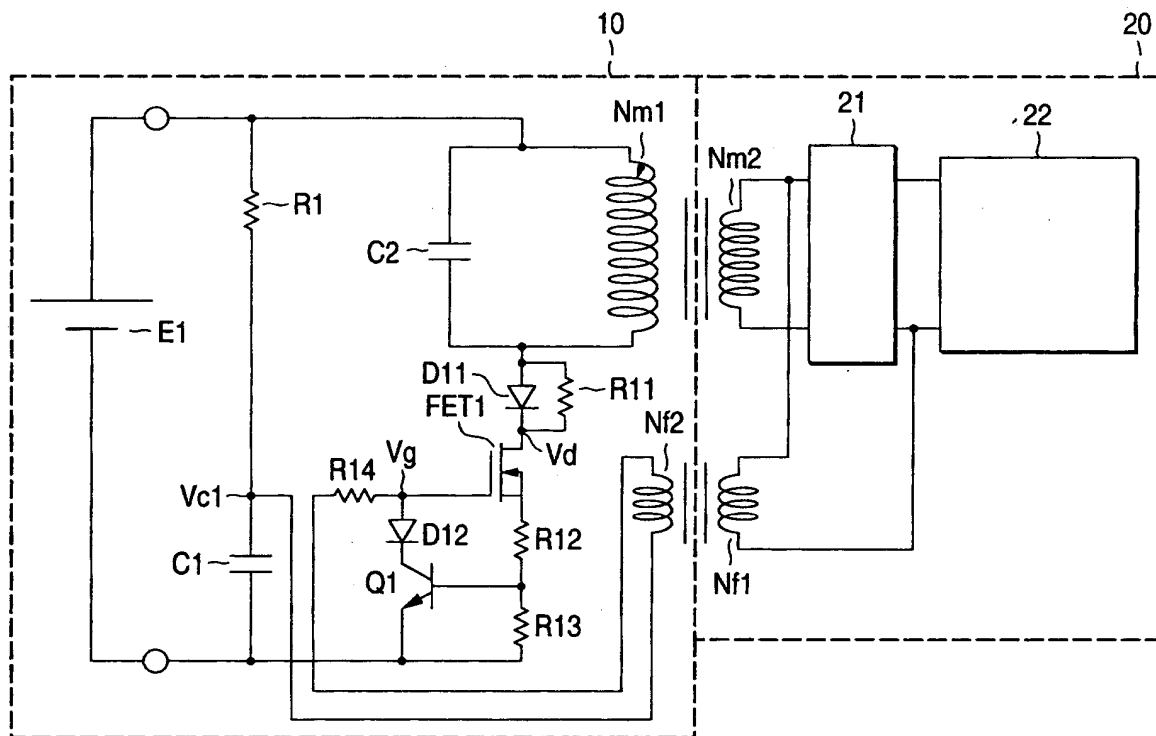 10
20
Nm1
21
22
Nm2
R1
C2
E1
D11
R11
FET1
Nf2
Vd
Vg
R14
Vc1
D12
R12
C1
Q1
Nf1
R13